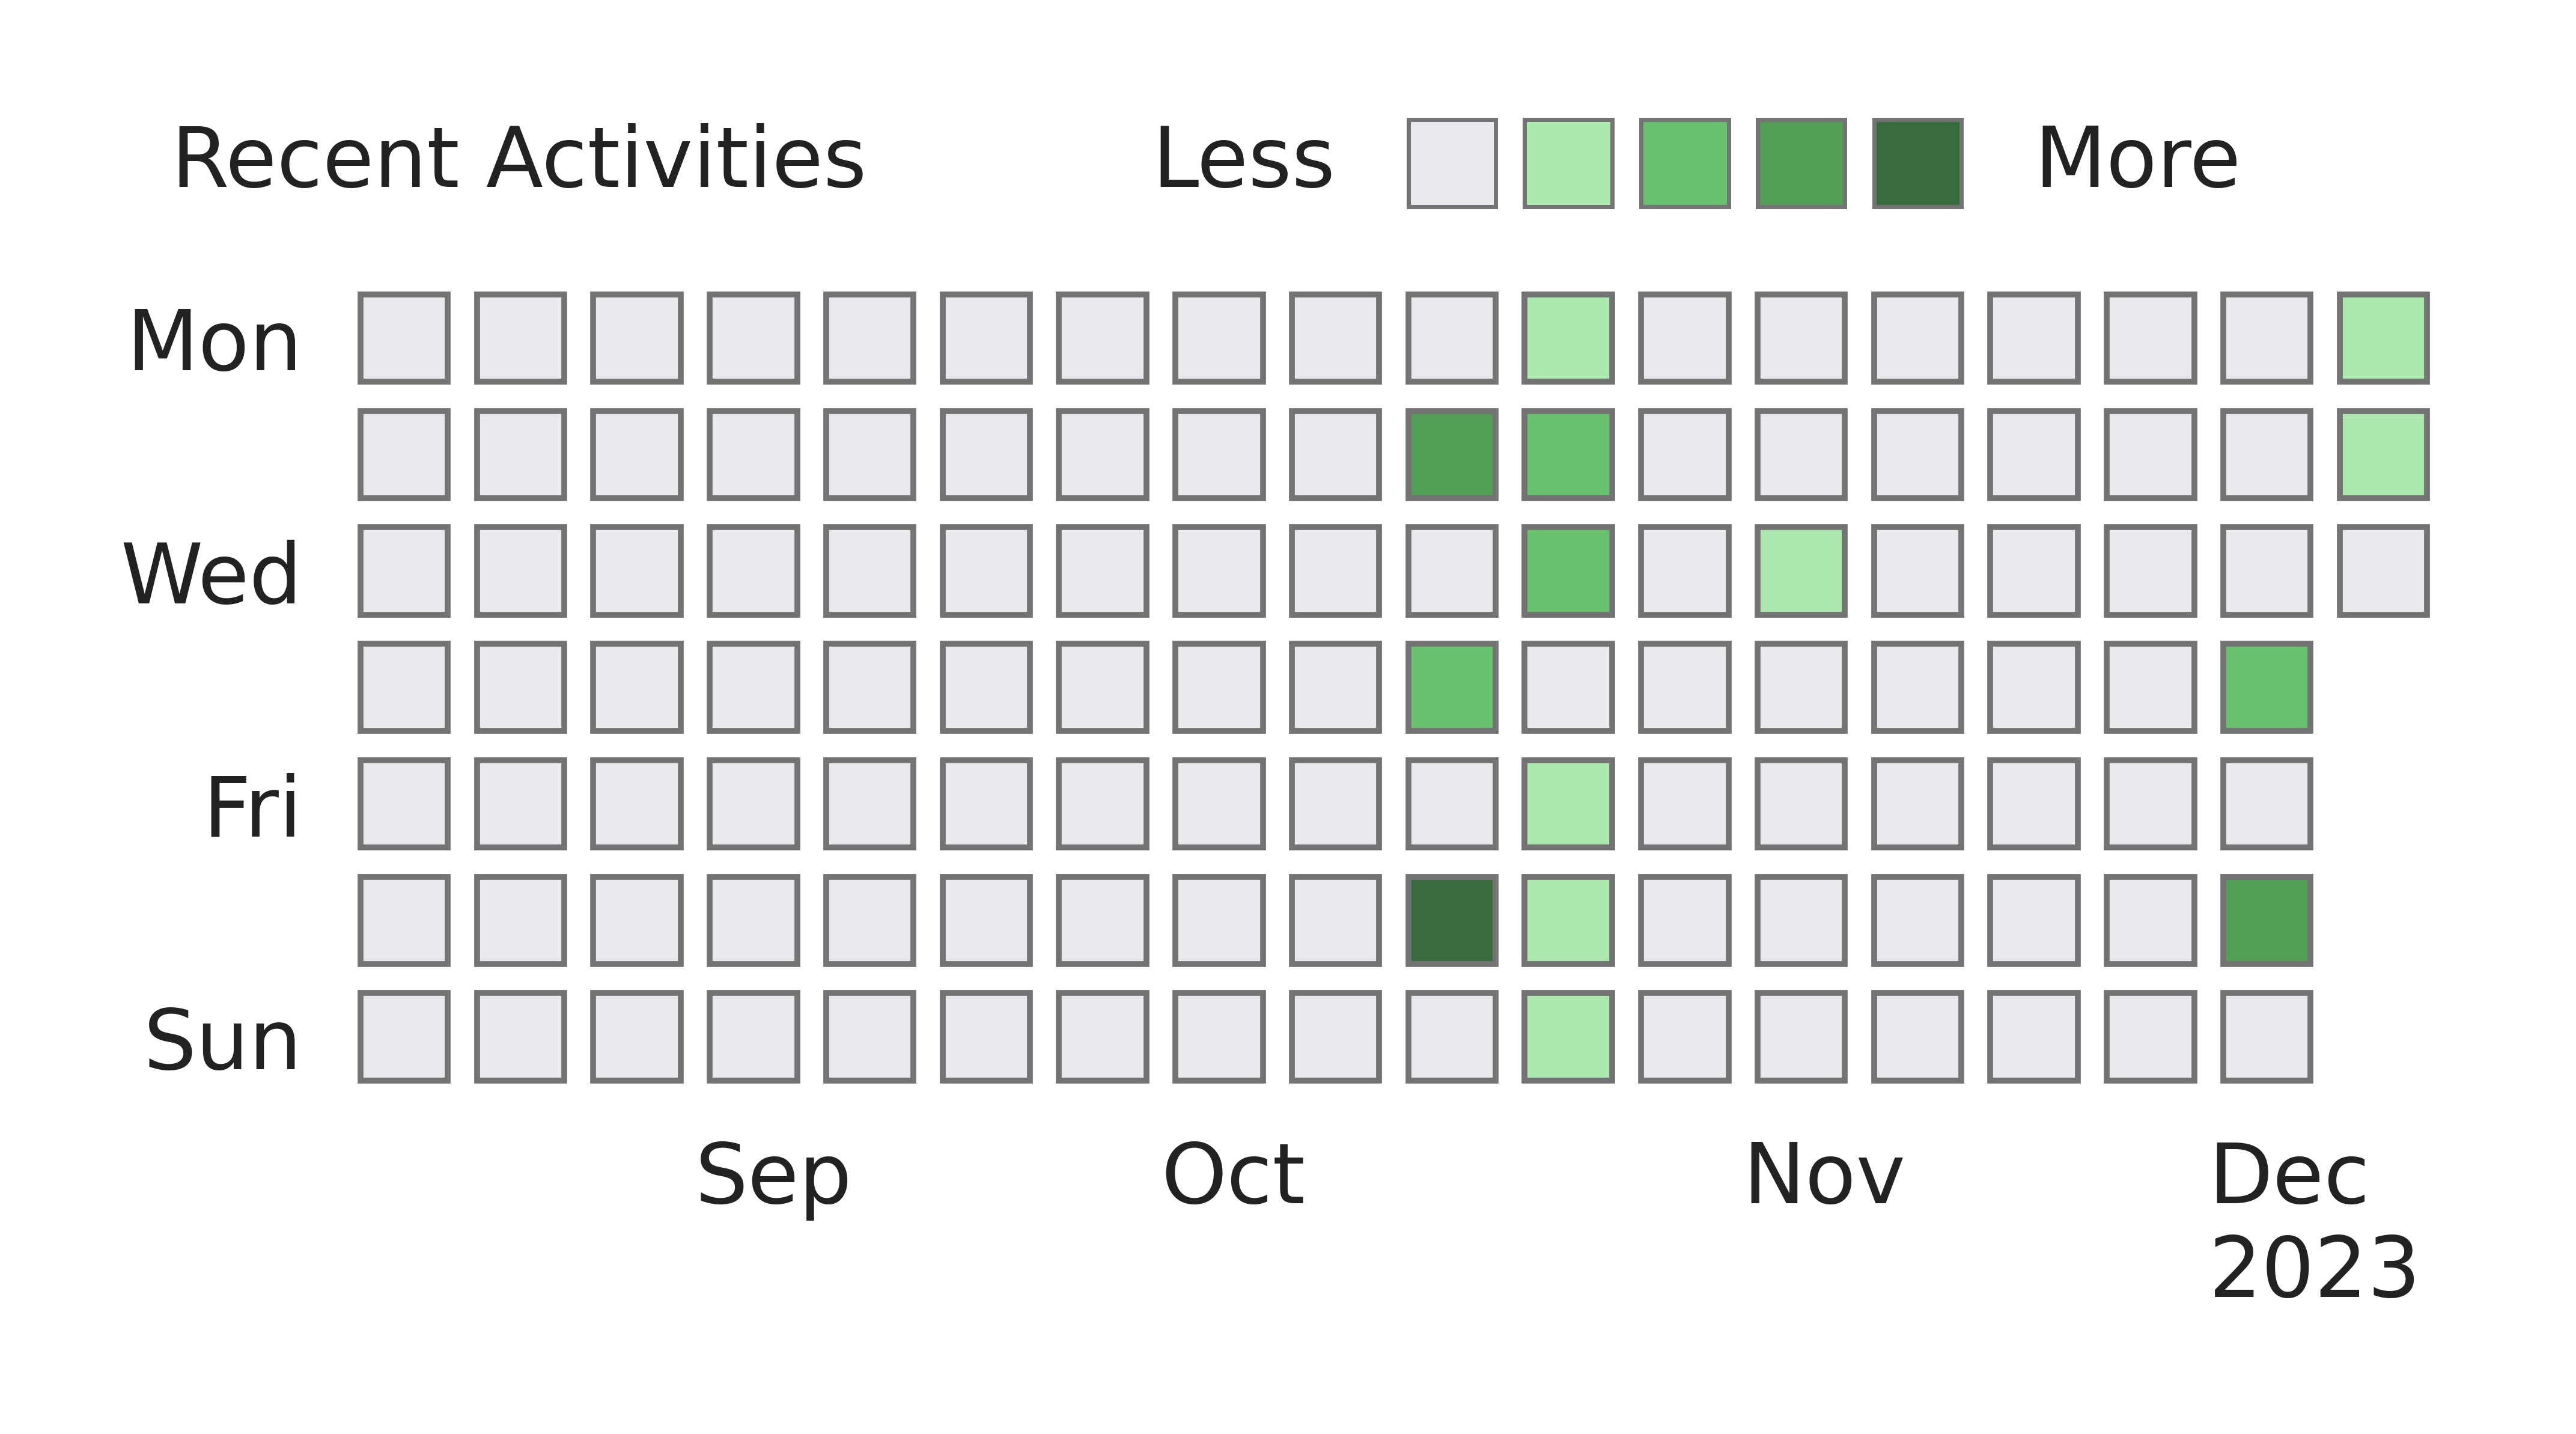 Recent Activities
Less More
Mon
Wed
Fri
Sun
Sep Oct Nov Dec
2023